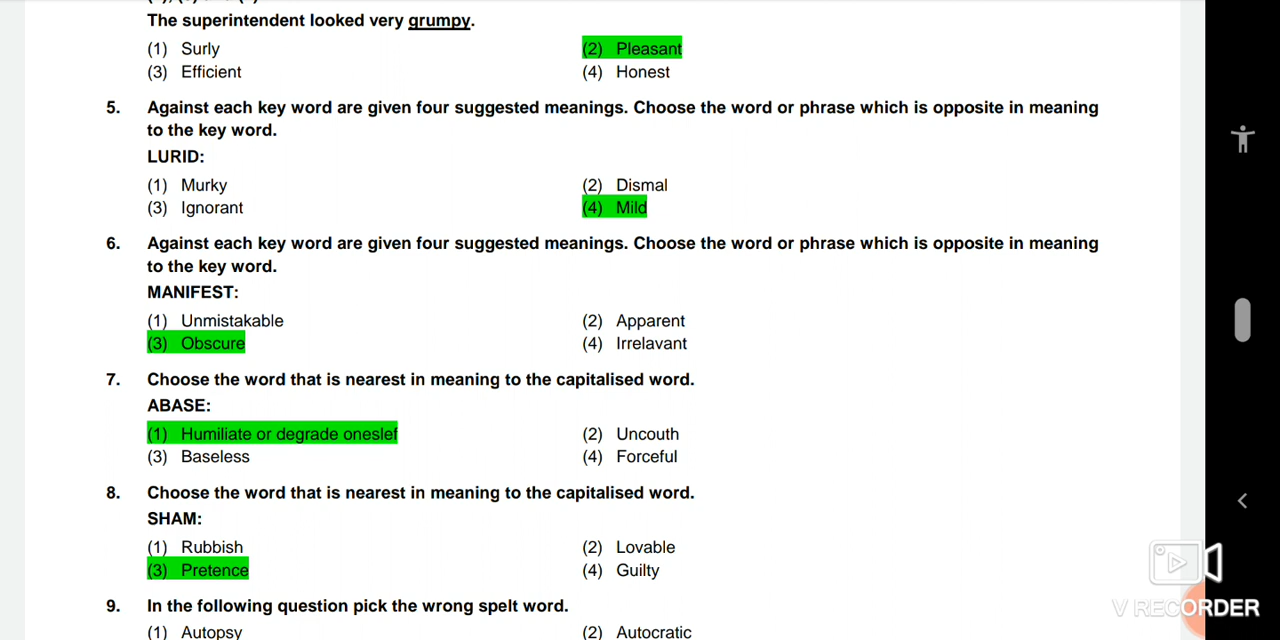 The superintendent looked very grumpy.
(1) Surly (2) Pleasant
(3) Efficient (4) Honest
5. Against each key word are given four suggested meanings. Choose the word or phrase which is opposite in meaning
to the key word.
LURID:
(1) Murky (2) Dismal
(3) Ignorant (4) Mild
6. Against each key word are given four suggested meanings. Choose the word or phrase which is opposite in meaning
to the key word.
MANIFEST:
(1) Unmistakable (2) Apparent
(3) Obscure (4) Irrelavant
7. Choose the word that is nearest in meaning to the capitalised word.
ABASE:
(1) Humiliate or degrade oneslef (2) Uncouth
(3) Baseless (4) Forceful
8. Choose the word that is nearest in meaning to the capitalised word.
SHAM:
(1) Rubbish (2) Lovable
(3) Pretence (4) Guilty
9. In the following question pick the wrong spelt word.
(1) Autopsy (2) Autocratic
V RECORDER